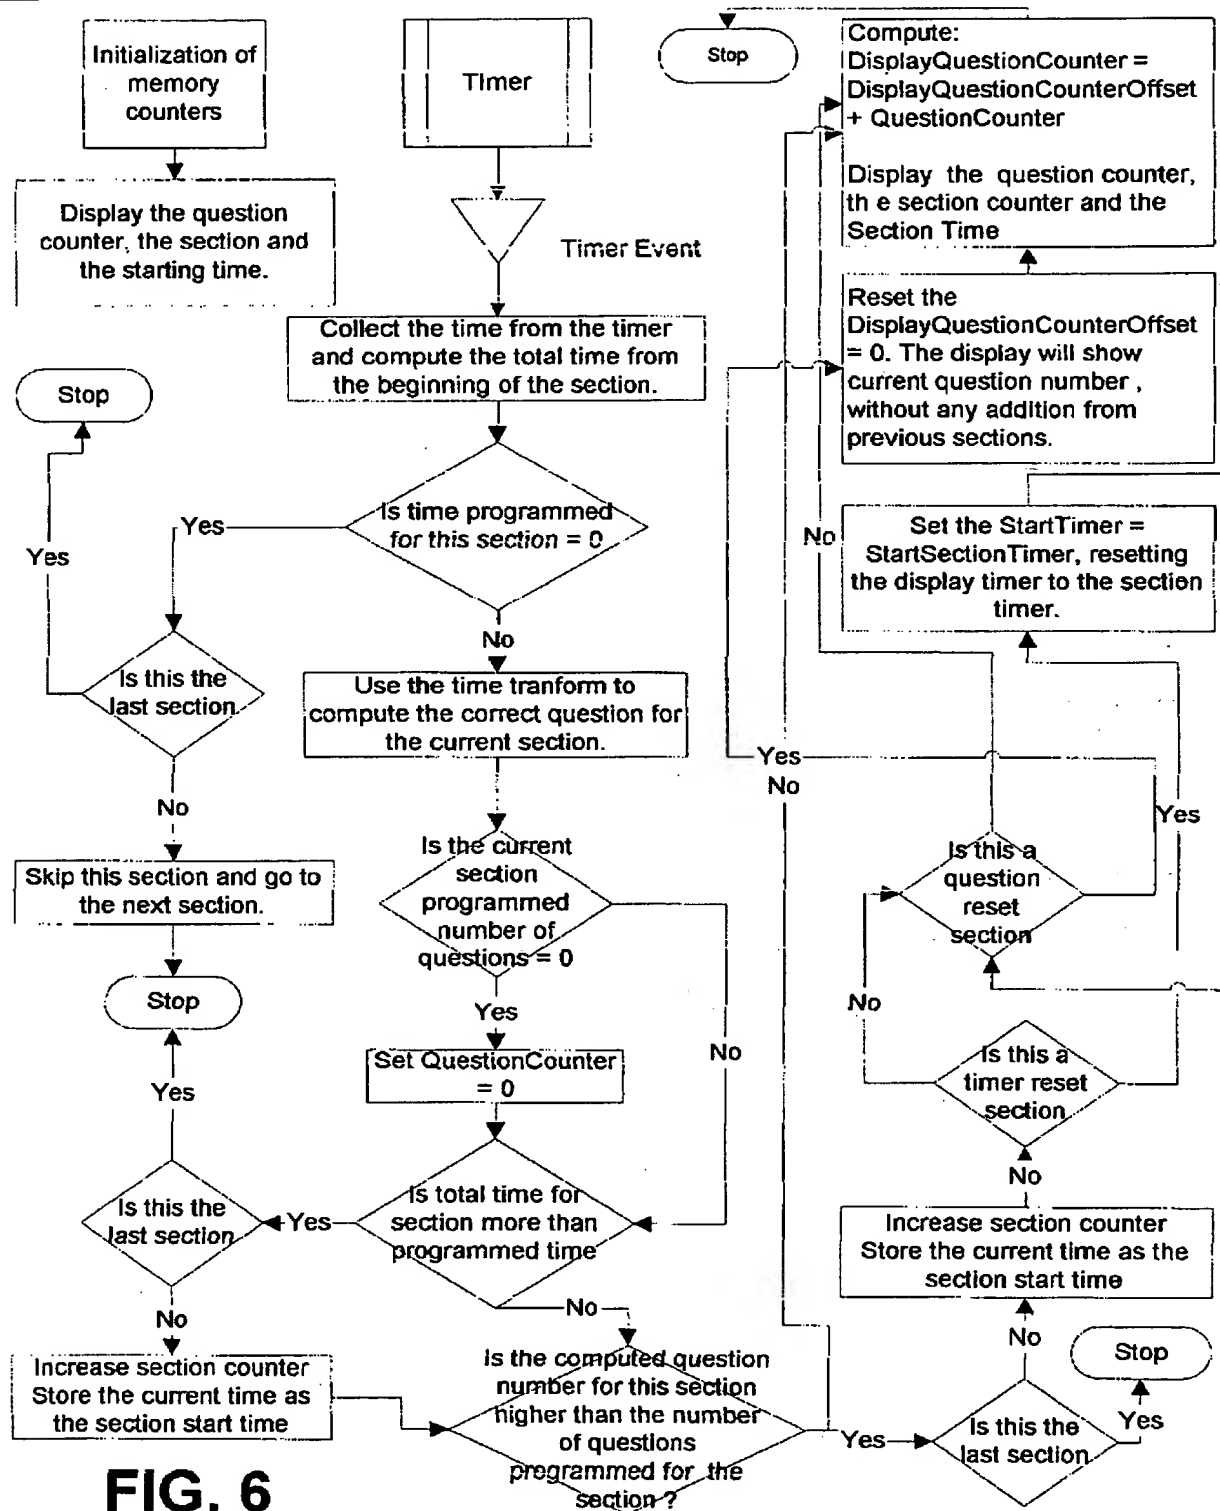 Initialization of
memory
counters
Display the question
counter, the section and
the starting time.
Timer
Timer Event
Collect the time from the timer
and compute the total time from
the beginning of the section.
Stop
Is time programmed
for this section = 0
Yes
Yes
Is this the
last section
No
No
Use the time tranform to
compute the correct question for
the current section.
Skip this section and go to
the next section.
Stop
Is the current
section
programmed
number of
questions = 0
Yes
No
Set QuestionCounter
= 0
Yes
Is this the
last section
Yes
Is total time for
section more than
programmed time
No
No
Increase section counter
Store the current time as
the section start time
Is the computed question
number for this section
higher than the number
of questions
programmed for the
section ?
Yes
Is this the
last section
Yes
Stop
No
Increase section counter
Store the current time as the
section start time
No
Is this a
timer reset
section
No
Yes
Is this a
question
reset
section
Yes
No
No
Set the StartTimer =
StartSectionTimer, resetting
the display timer to the section
timer.
Reset the
DisplayQuestionCounterOffset
= 0. The display will show
current question number ,
without any addition from
previous sections.
Compute:
DisplayQuestionCounter =
DisplayQuestionCounterOffset
+ QuestionCounter
Display the question counter,
th e section counter and the
Section Time
Stop
FIG. 6